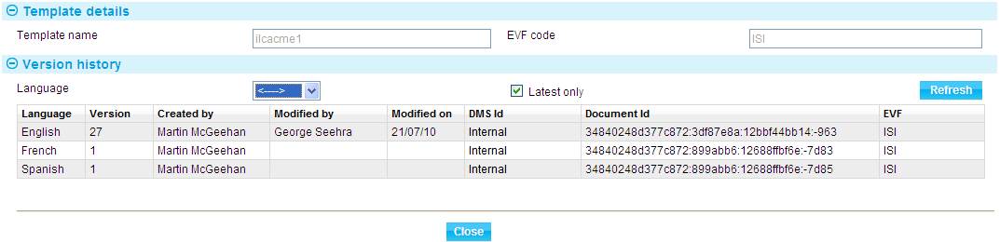 Template details
Template name ilcacme1 EVF code ISI
Version history
Language <----> Latest only Refresh
Language Version Created by Modified by Modified on DMS Id Document Id EVF
English 27 Martin McGeehan George Seehra 21/07/10 Internal 34840248d377c872:3df87e8a:12bbf44bb14:-963 ISI
French 1 Martin McGeehan Internal 34840248d377c872:899abb6:12688ffbf6e:-7d83 ISI
Spanish 1 Martin McGeehan Internal 34840248d377c872:899abb6:12688ffbf6e:-7d85 ISI
Close